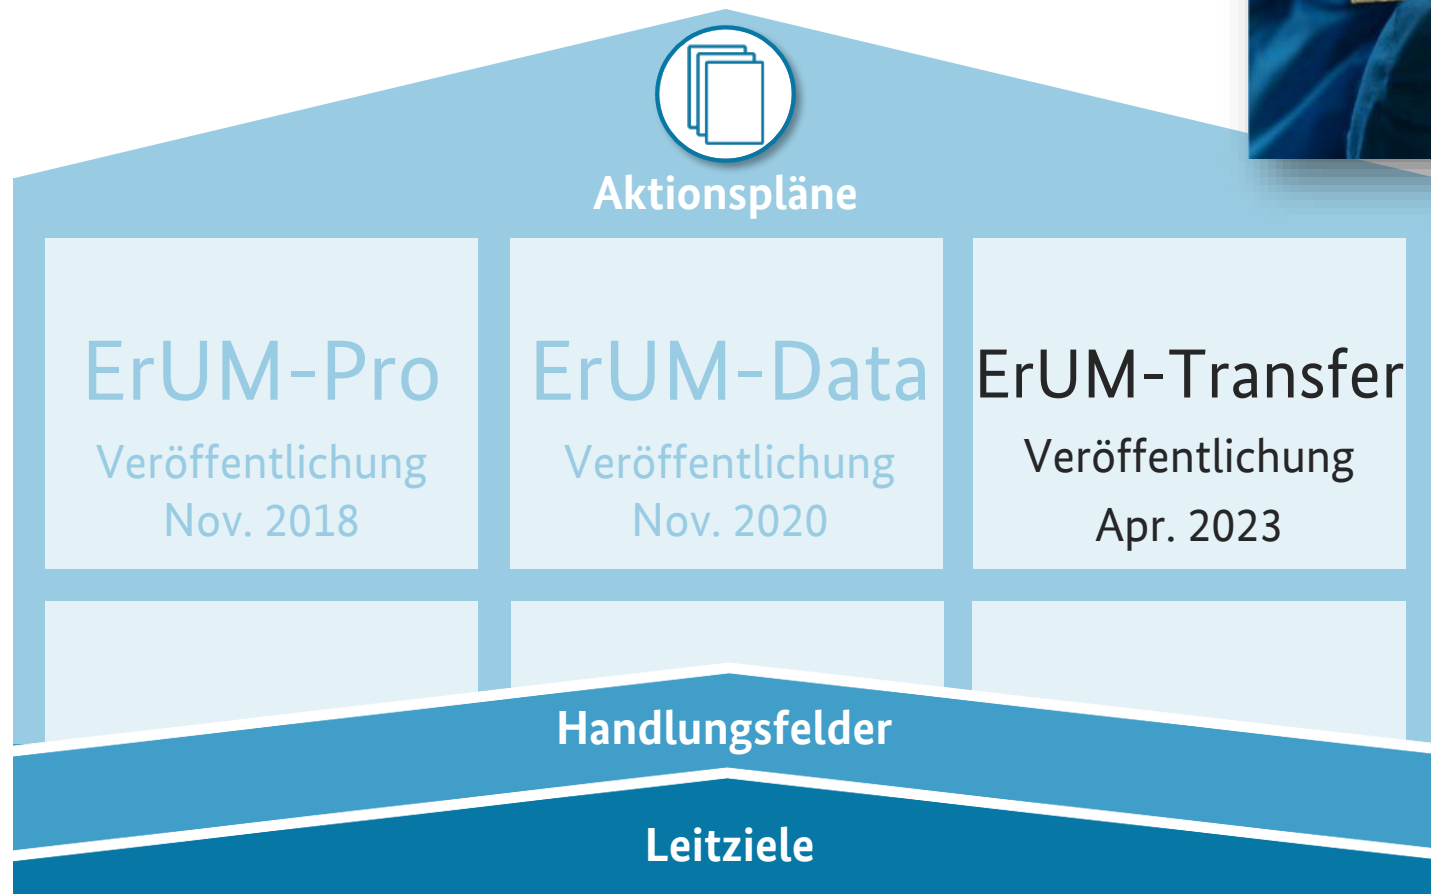 Aktionspläne
ErUM-Pro
Veröffentlichung
Nov. 2018
ErUM-Data
Veröffentlichung
Nov. 2020
ErUM-Transfer
Veröffentlichung
Apr. 2023
Handlungsfelder
Leitziele